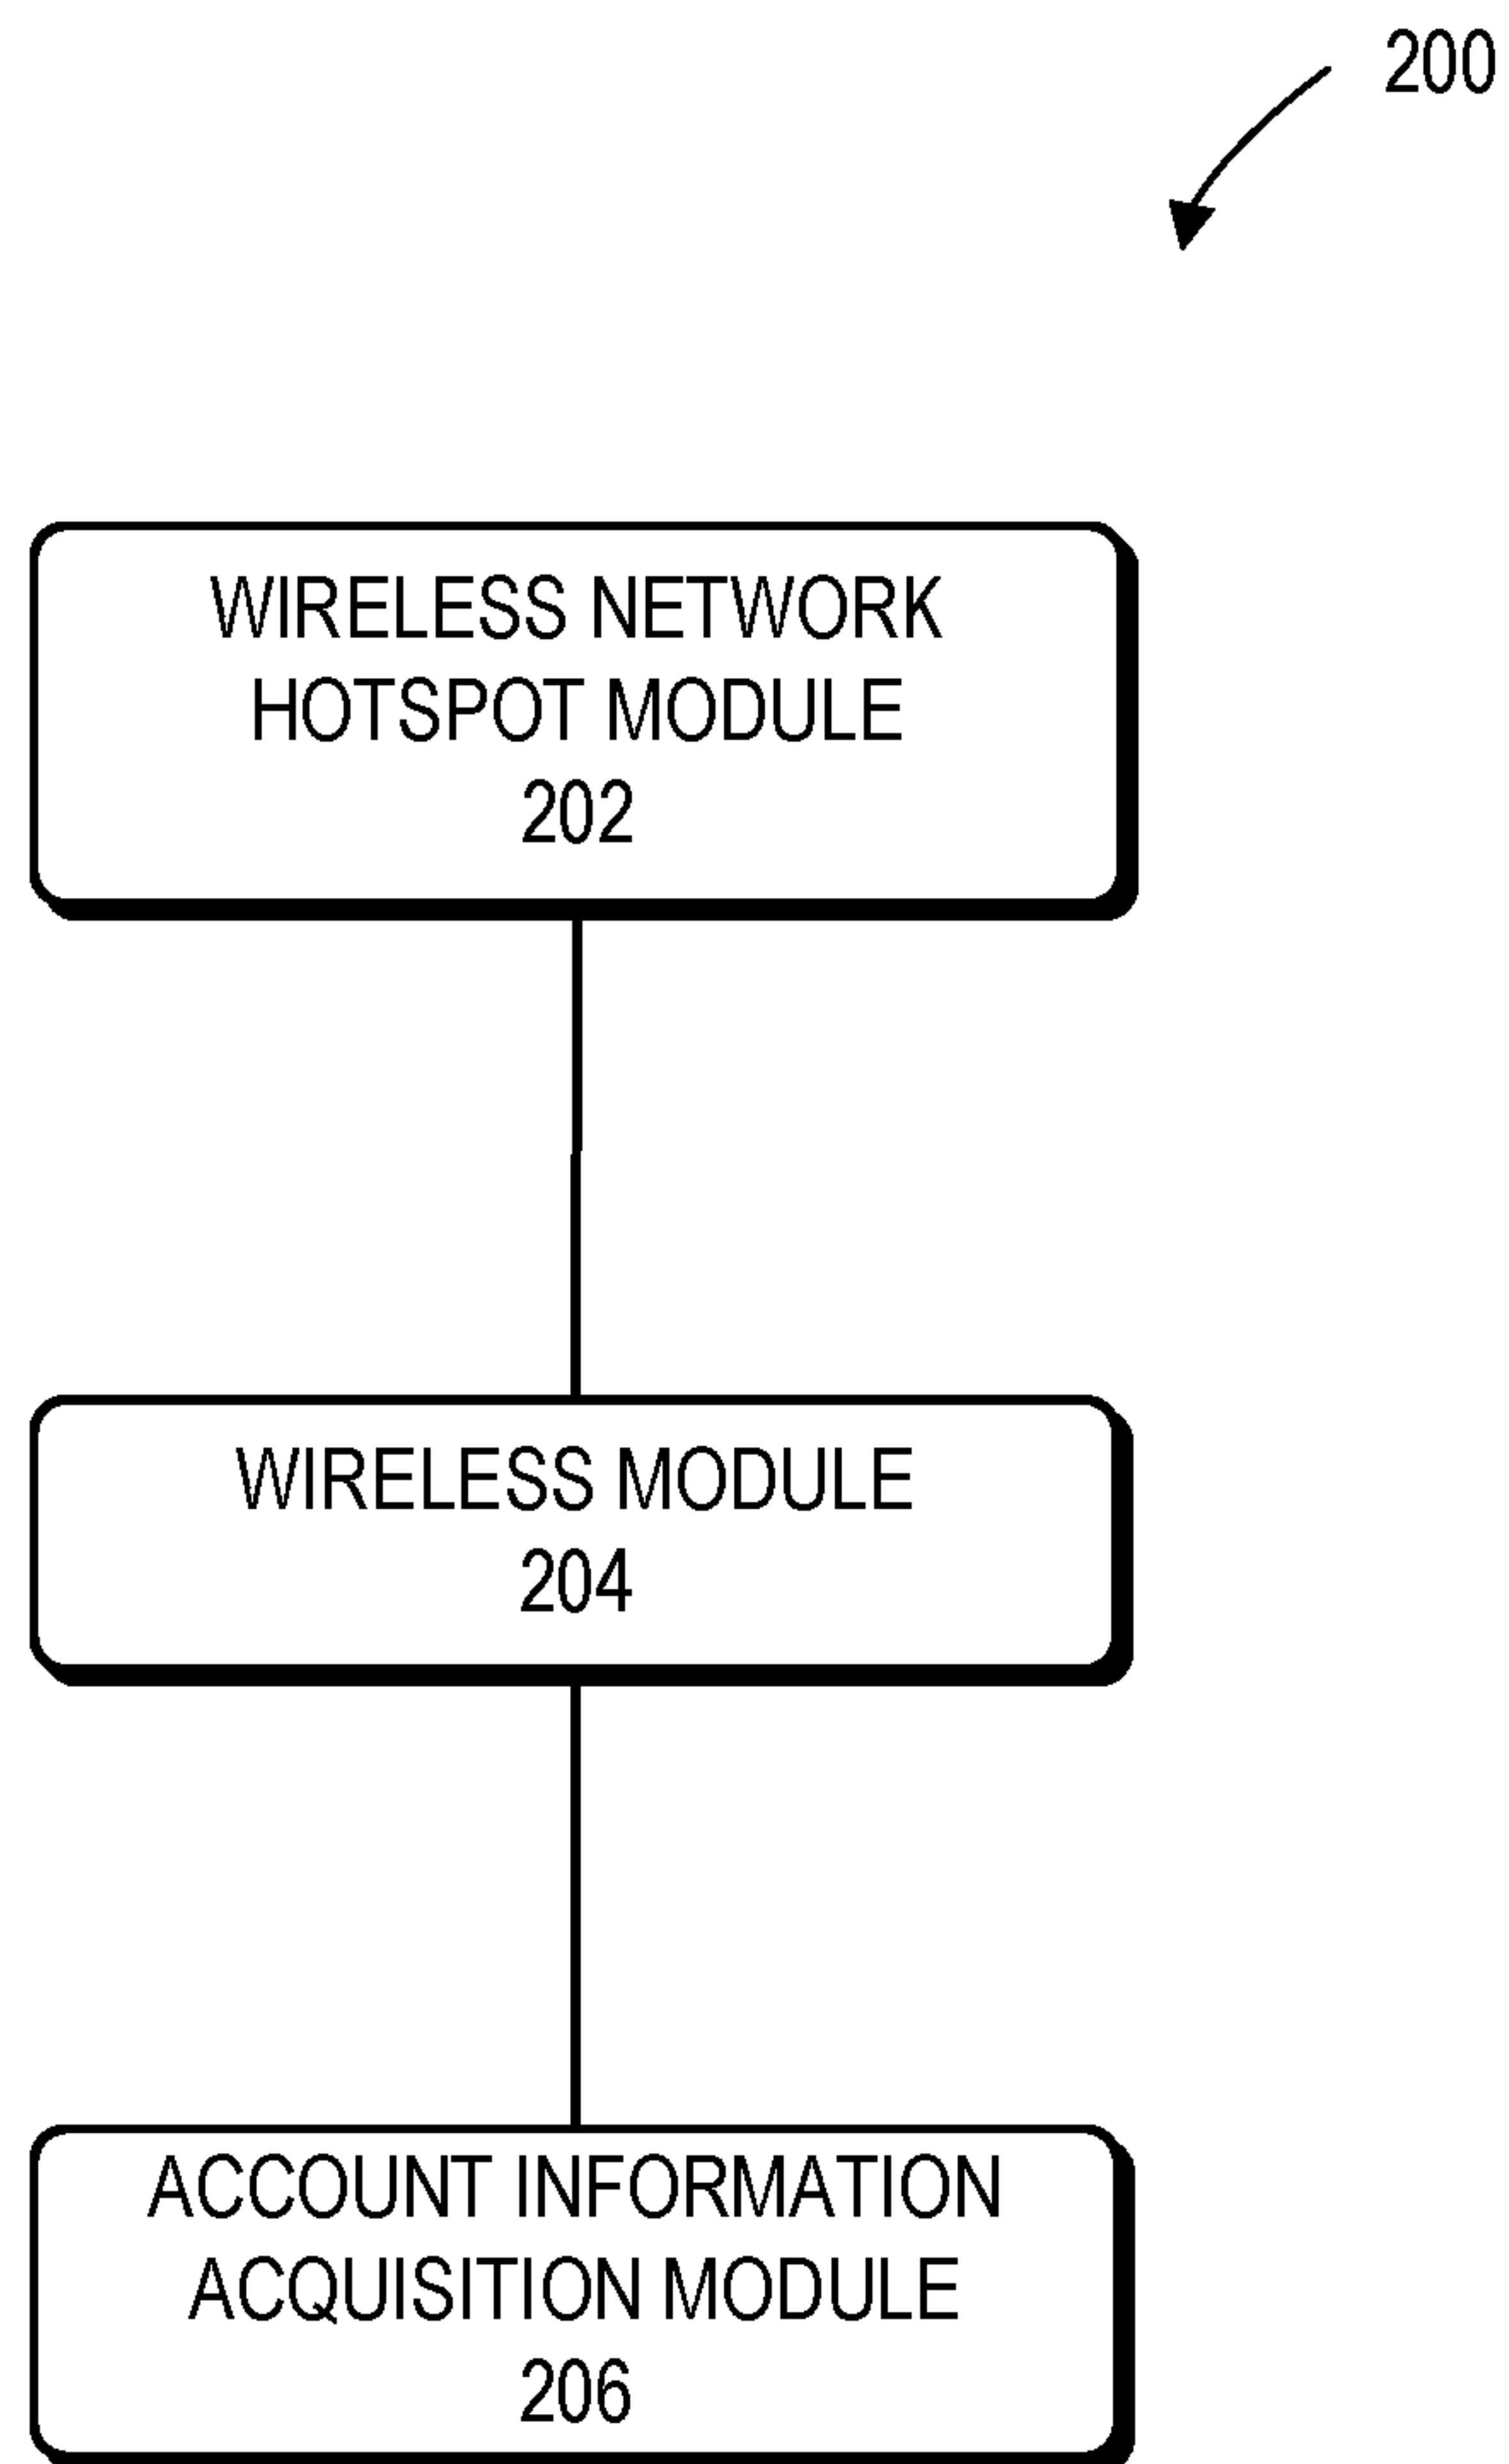 200
WIRELESS NETWORK
HOTSPOT MODULE
202
WIRELESS MODULE
204
ACCOUNT INFORMATION
ACQUISITION MODULE
206